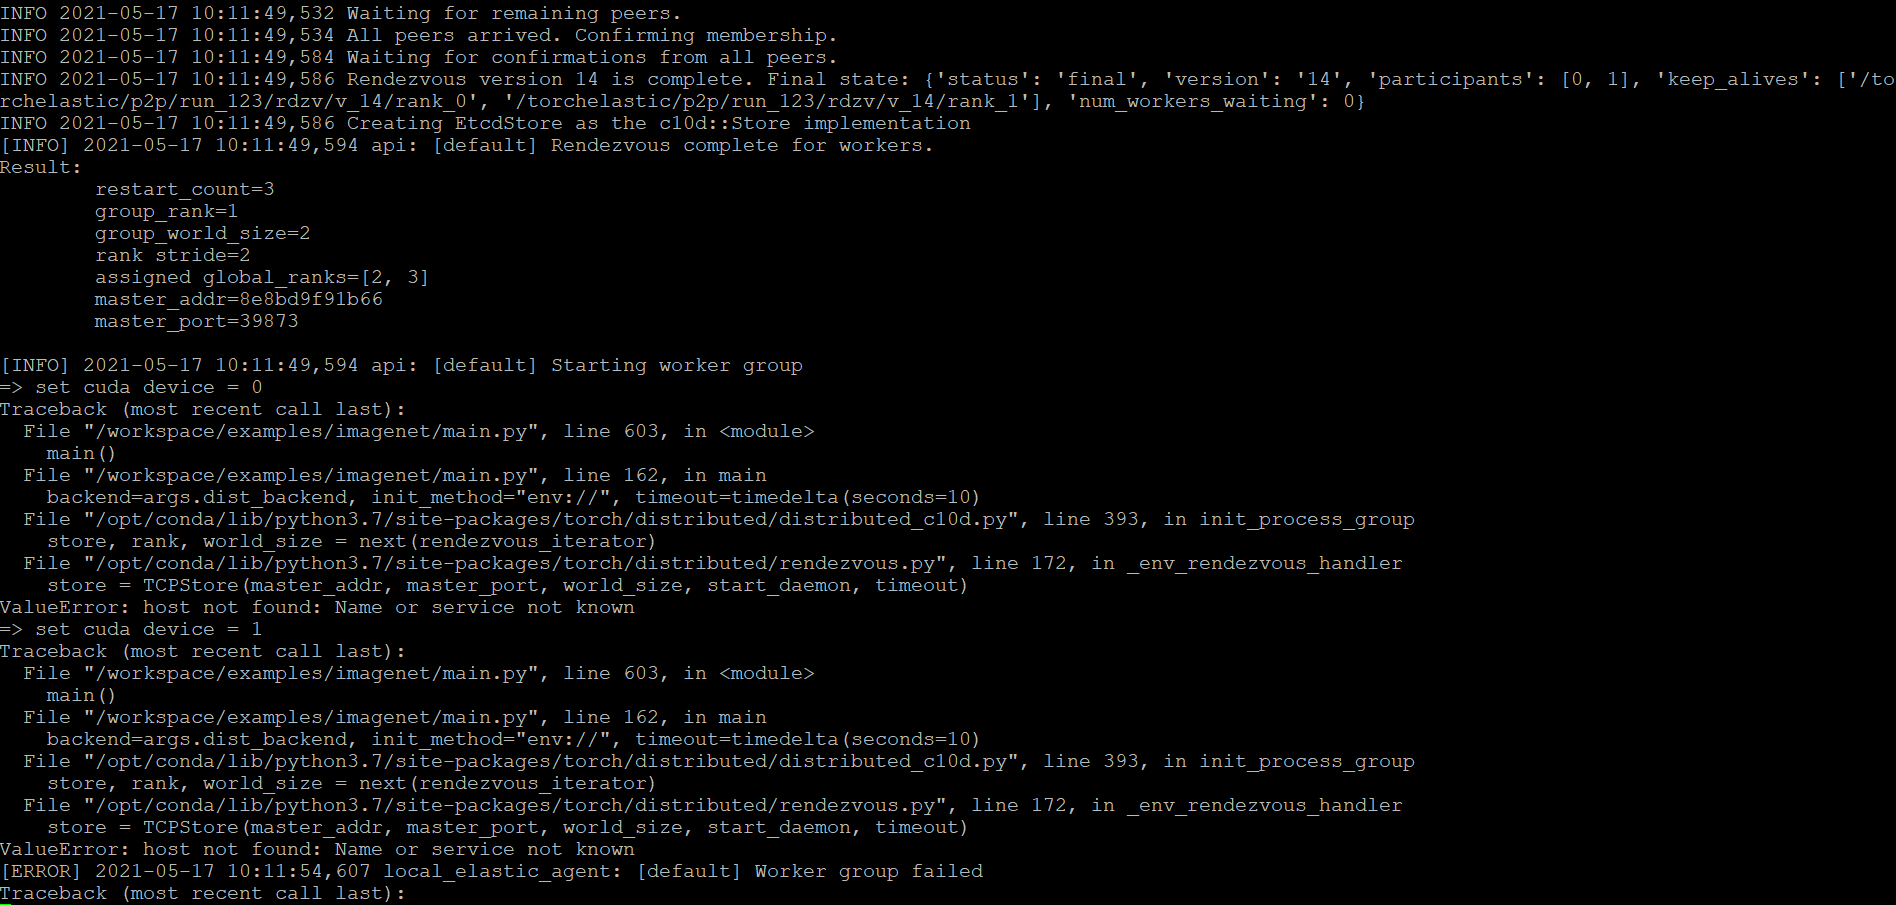 INFO 2021-05-17 10:11:49,532 Waiting for remaining peers.
INFO 2021-05-17 10:11:49,534 All peers arrived. Confirming membership.
INFO 2021-05-17 10:11:49,584 Waiting for confirmations from all peers.
INFO 2021-05-17 10:11:49,586 Rendezvous version 14 is complete. Final state: {'status': 'final', 'version': '14', 'participants': [0, 1], 'keep_alives': ['/to
rchelastic/p2p/run_123/rdzv/v_14/rank_0', '/torchelastic/p2p/run_123/rdzv/v_14/rank_1'], 'num_workers_waiting': 0}
INFO 2021-05-17 10:11:49,586 Creating EtcdStore as the c10d::Store implementation
[INFO] 2021-05-17 10:11:49,594 api: [default] Rendezvous complete for workers.
Result:
        restart_count=3
        group_rank=1
        group_world_size=2
        rank stride=2
        assigned global_ranks=[2, 3]
        master_addr=8e8bd9f91b66
        master_port=39873

[INFO] 2021-05-17 10:11:49,594 api: [default] Starting worker group
=> set cuda device = 0
Traceback (most recent call last):
  File "/workspace/examples/imagenet/main.py", line 603, in <module>
    main()
  File "/workspace/examples/imagenet/main.py", line 162, in main
    backend=args.dist_backend, init_method="env://", timeout=timedelta(seconds=10)
  File "/opt/conda/lib/python3.7/site-packages/torch/distributed/distributed_c10d.py", line 393, in init_process_group
    store, rank, world_size = next(rendezvous_iterator)
  File "/opt/conda/lib/python3.7/site-packages/torch/distributed/rendezvous.py", line 172, in _env_rendezvous_handler
    store = TCPStore(master_addr, master_port, world_size, start_daemon, timeout)
ValueError: host not found: Name or service not known
=> set cuda device = 1
Traceback (most recent call last):
  File "/workspace/examples/imagenet/main.py", line 603, in <module>
    main()
  File "/workspace/examples/imagenet/main.py", line 162, in main
    backend=args.dist_backend, init_method="env://", timeout=timedelta(seconds=10)
  File "/opt/conda/lib/python3.7/site-packages/torch/distributed/distributed_c10d.py", line 393, in init_process_group
    store, rank, world_size = next(rendezvous_iterator)
  File "/opt/conda/lib/python3.7/site-packages/torch/distributed/rendezvous.py", line 172, in _env_rendezvous_handler
    store = TCPStore(master_addr, master_port, world_size, start_daemon, timeout)
ValueError: host not found: Name or service not known
[ERROR] 2021-05-17 10:11:54,607 local_elastic_agent: [default] Worker group failed
Traceback (most recent call last):